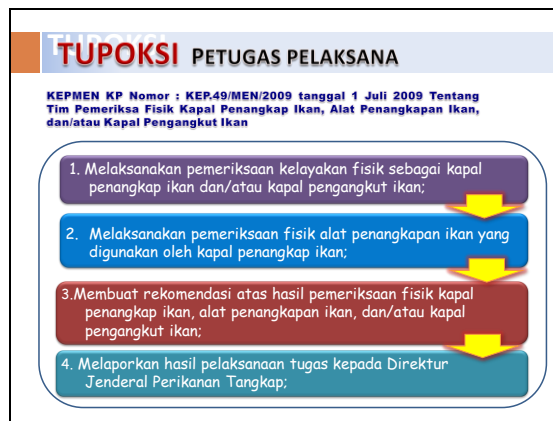 TUPOKSI PETUGAS PELAKSANA
KEPMEN KP Nomor : KEP.49/MEN/2009 tanggal 1 Juli 2009 Tentang
Tim Pemeriksa Fisik Kapal Penangkap Ikan, Alat Penangkapan Ikan,
dan/atau Kapal Pengangkut Ikan
1. Melaksanakan pemeriksaan kelayakan fisik sebagai kapal
penangkap ikan dan/atau kapal pengangkut ikan;
2. Melaksanakan pemeriksaan fisik alat penangkapan ikan yang
digunakan oleh kapal penangkap ikan;
3.Membuat rekomendasi atas hasil pemeriksaan fisik kapal
penangkap ikan, alat penangkapan ikan, dan/atau kapal
pengangkut ikan;
4. Melaporkan hasil pelaksanaan tugas kepada Direktur
Jenderal Perikanan Tangkap;